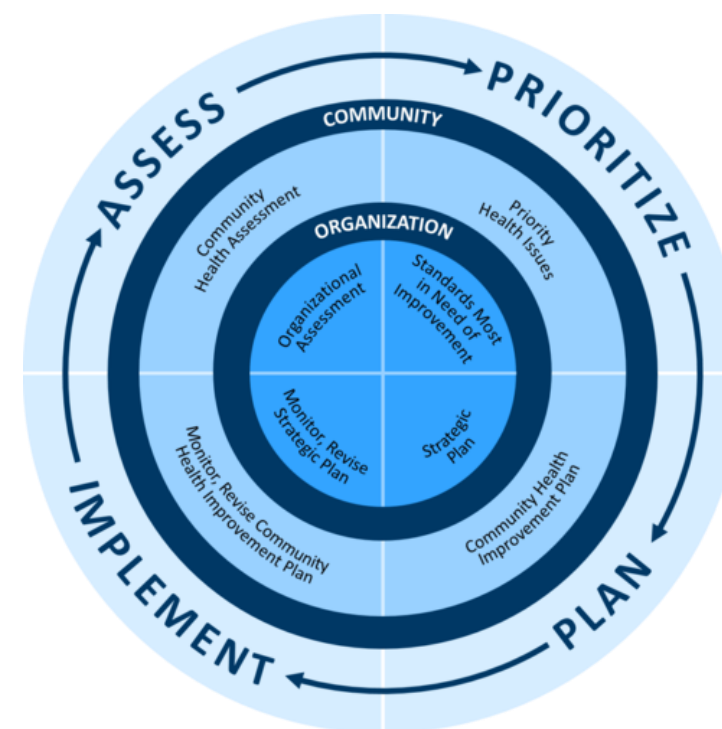 ASSESS
PRIORITIZE
PLAN
IMPLEMENT
COMMUNITY
Community
Health Assessment
Priority
Health Issues
Community Health
Improvement Plan
Monitor, Revise Community
Health Improvement Plan
ORGANIZATION
Organizational
Assessment
Standards Most
in Need of
Improvement
Strategic
Plan
Monitor, Revise
Strategic Plan